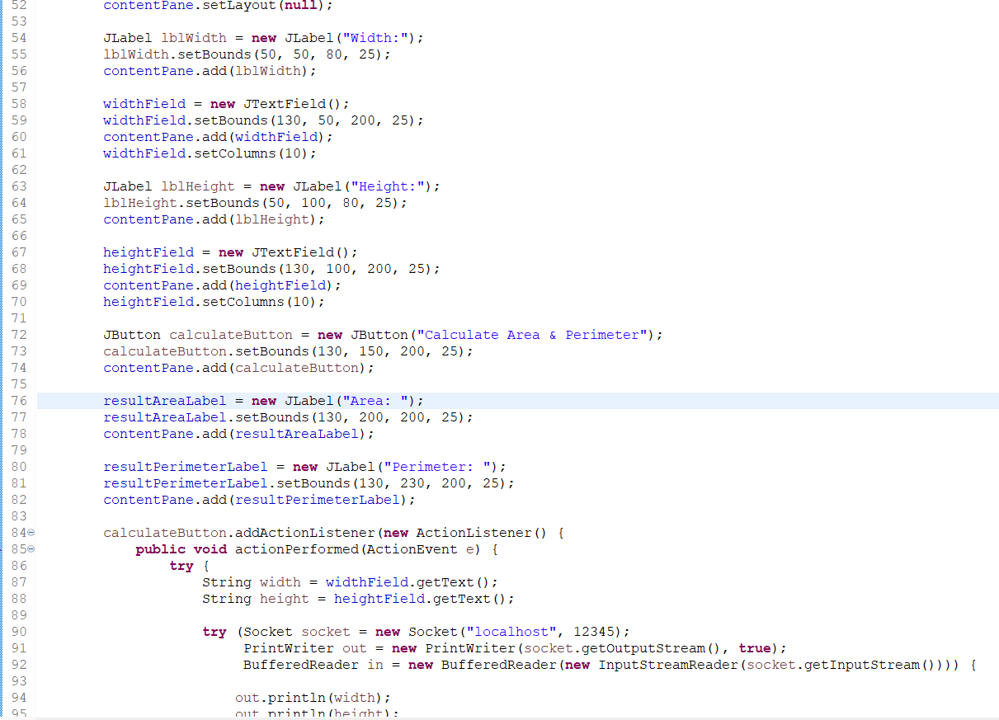 52 contentPane.setLayout(null);
53
54 JLabel lblWidth = new JLabel("Width:");
55 lblWidth.setBounds(50, 50, 80, 25);
56 contentPane.add(lblWidth);
57
58 widthField = new JTextField();
59 widthField.setBounds(130, 50, 200, 25);
60 contentPane.add(widthField);
61 widthField.setColumns(10);
62
63 JLabel lblHeight = new JLabel("Height:");
64 lblHeight.setBounds(50, 100, 80, 25);
65 contentPane.add(lblHeight);
66
67 heightField = new JTextField();
68 heightField.setBounds(130, 100, 200, 25);
69 contentPane.add(heightField);
70 heightField.setColumns(10);
71
72 JButton calculateButton = new JButton("Calculate Area & Perimeter");
73 calculateButton.setBounds(130, 150, 200, 25);
74 contentPane.add(calculateButton);
75
76 resultAreaLabel = new JLabel("Area: ");
77 resultAreaLabel.setBounds(130, 200, 200, 25);
78 contentPane.add(resultAreaLabel);
79
80 resultPerimeterLabel = new JLabel("Perimeter: ");
81 resultPerimeterLabel.setBounds(130, 230, 200, 25);
82 contentPane.add(resultPerimeterLabel);
83
84 calculateButton.addActionListener(new ActionListener() {
85 public void actionPerformed(ActionEvent e) {
86 try {
87 String width = widthField.getText();
88 String height = heightField.getText();
89
90 try (Socket socket = new Socket("localhost", 12345);
91 PrintWriter out = new PrintWriter(socket.getOutputStream(), true);
92 BufferedReader in = new BufferedReader(new InputStreamReader(socket.getInputStream()))) {
93
94 out.println(width);
95 out.println(height);